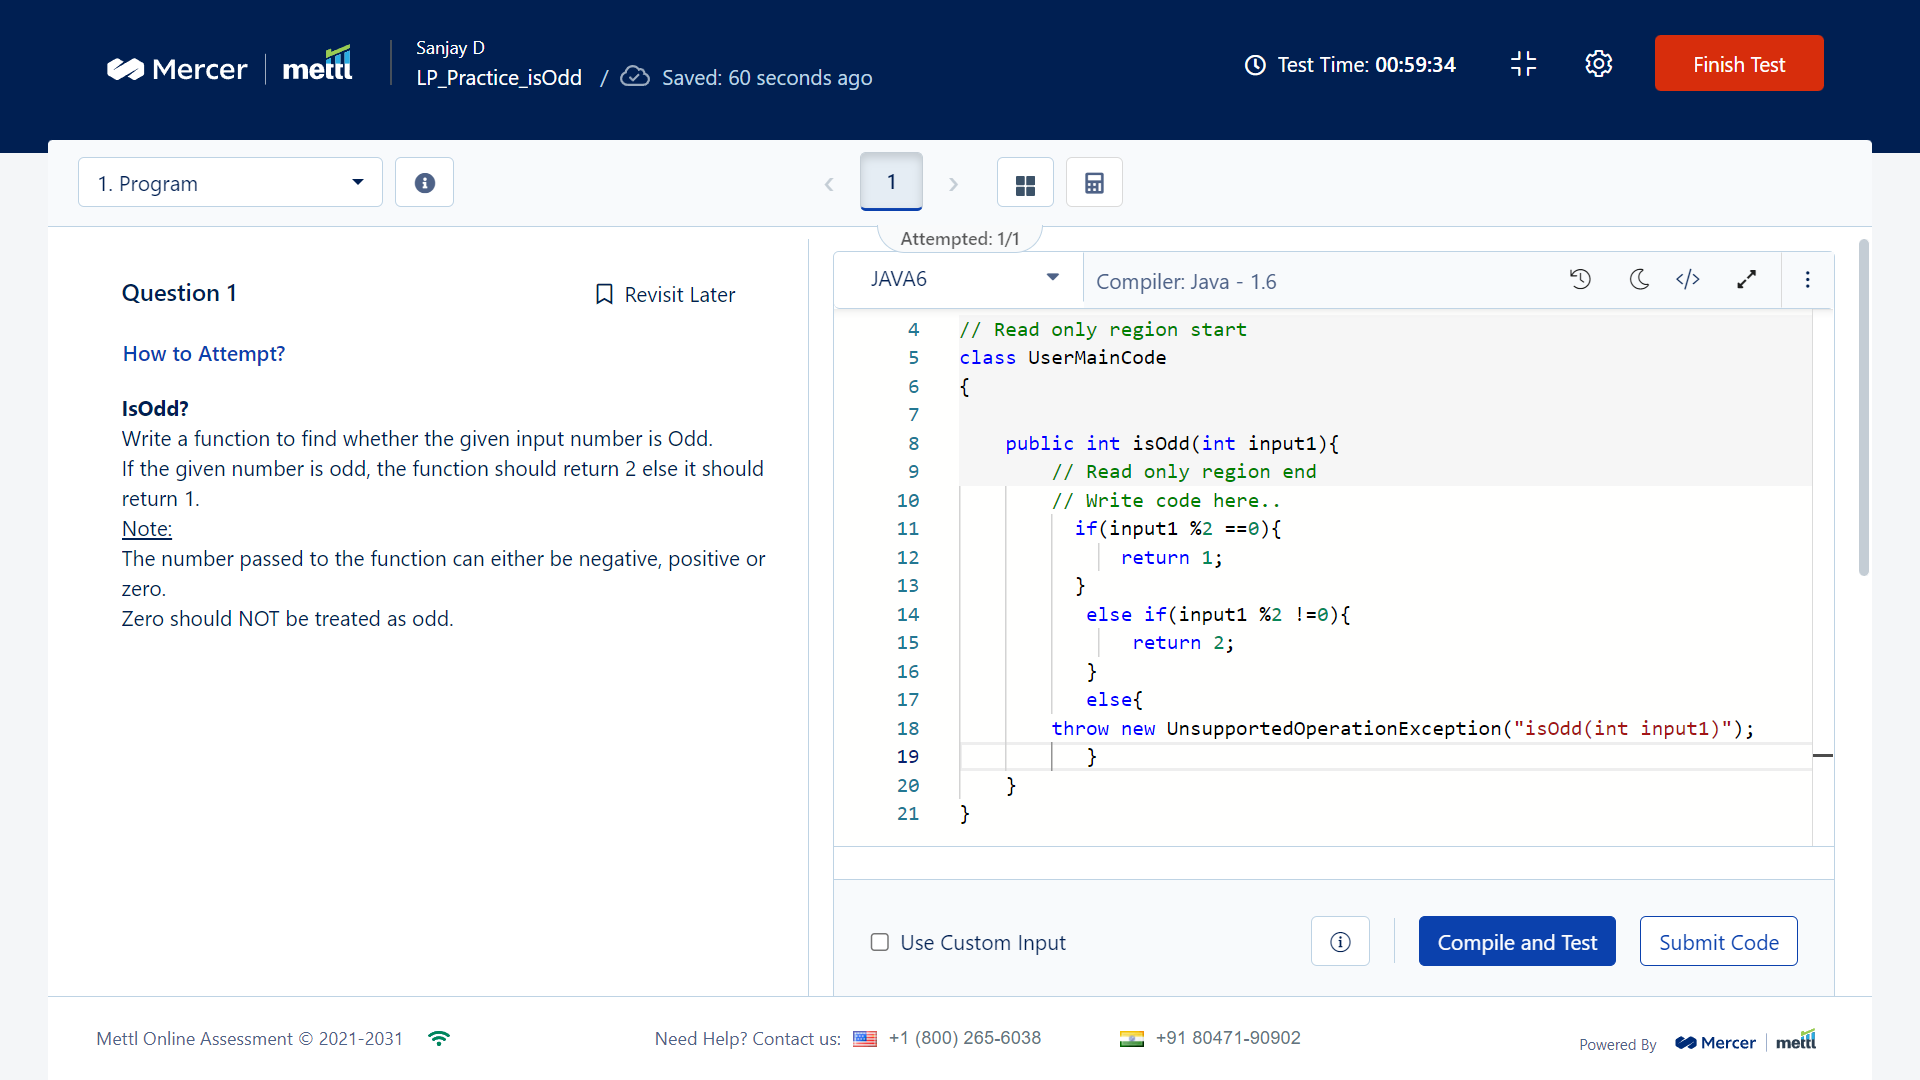 Mercer
mettl
Sanjay D
LP_Practice_isOdd / Saved: 60 seconds ago
Test Time: 00:59:34
Finish Test
1. Program
1
Attempted: 1/1
Question 1
Revisit Later
How to Attempt?
IsOdd?
Write a function to find whether the given input number is Odd.
If the given number is odd, the function should return 2 else it should
return 1.
Note:
The number passed to the function can either be negative, positive or
zero.
Zero should NOT be treated as odd.
JAVA6
Compiler: Java - 1.6
4 // Read only region start
5 class UserMainCode
6 {
7
8 public int isOdd(int input1){
9 // Read only region end
10 // Write code here..
11 if(input1 %2 ==0){
12 return 1;
13 }
14 else if(input1 %2 !=0){
15 return 2;
16 }
17 else{
18 throw new UnsupportedOperationException("isOdd(int input1)");
19 }
20 }
21 }
Use Custom Input
Compile and Test
Submit Code
Mettl Online Assessment © 2021-2031
Need Help? Contact us: +1 (800) 265-6038
+91 80471-90902
Powered By
Mercer
mettl